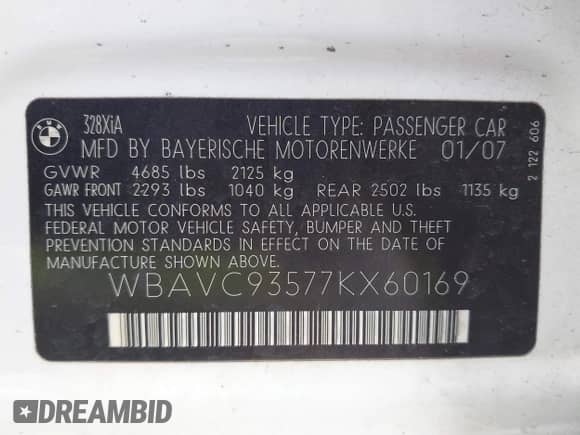 BMW
328XiA
VEHICLE TYPE: PASSENGER CAR
MFD BY BAYERISCHE MOTORENWERKE 01/07
GVWR 4685 lbs 2125 kg
GAWR FRONT 2293 lbs 1040 kg REAR 2502 lbs 1135 kg
THIS VEHICLE CONFORMS TO ALL APPLICABLE U.S.
FEDERAL MOTOR VEHICLE SAFETY, BUMPER AND THEFT
PREVENTION STANDARDS IN EFFECT ON THE DATE
OF MANUFACTURE SHOWN ABOVE.
WBAVC93577KX60169
2 122 606
DREAMBID